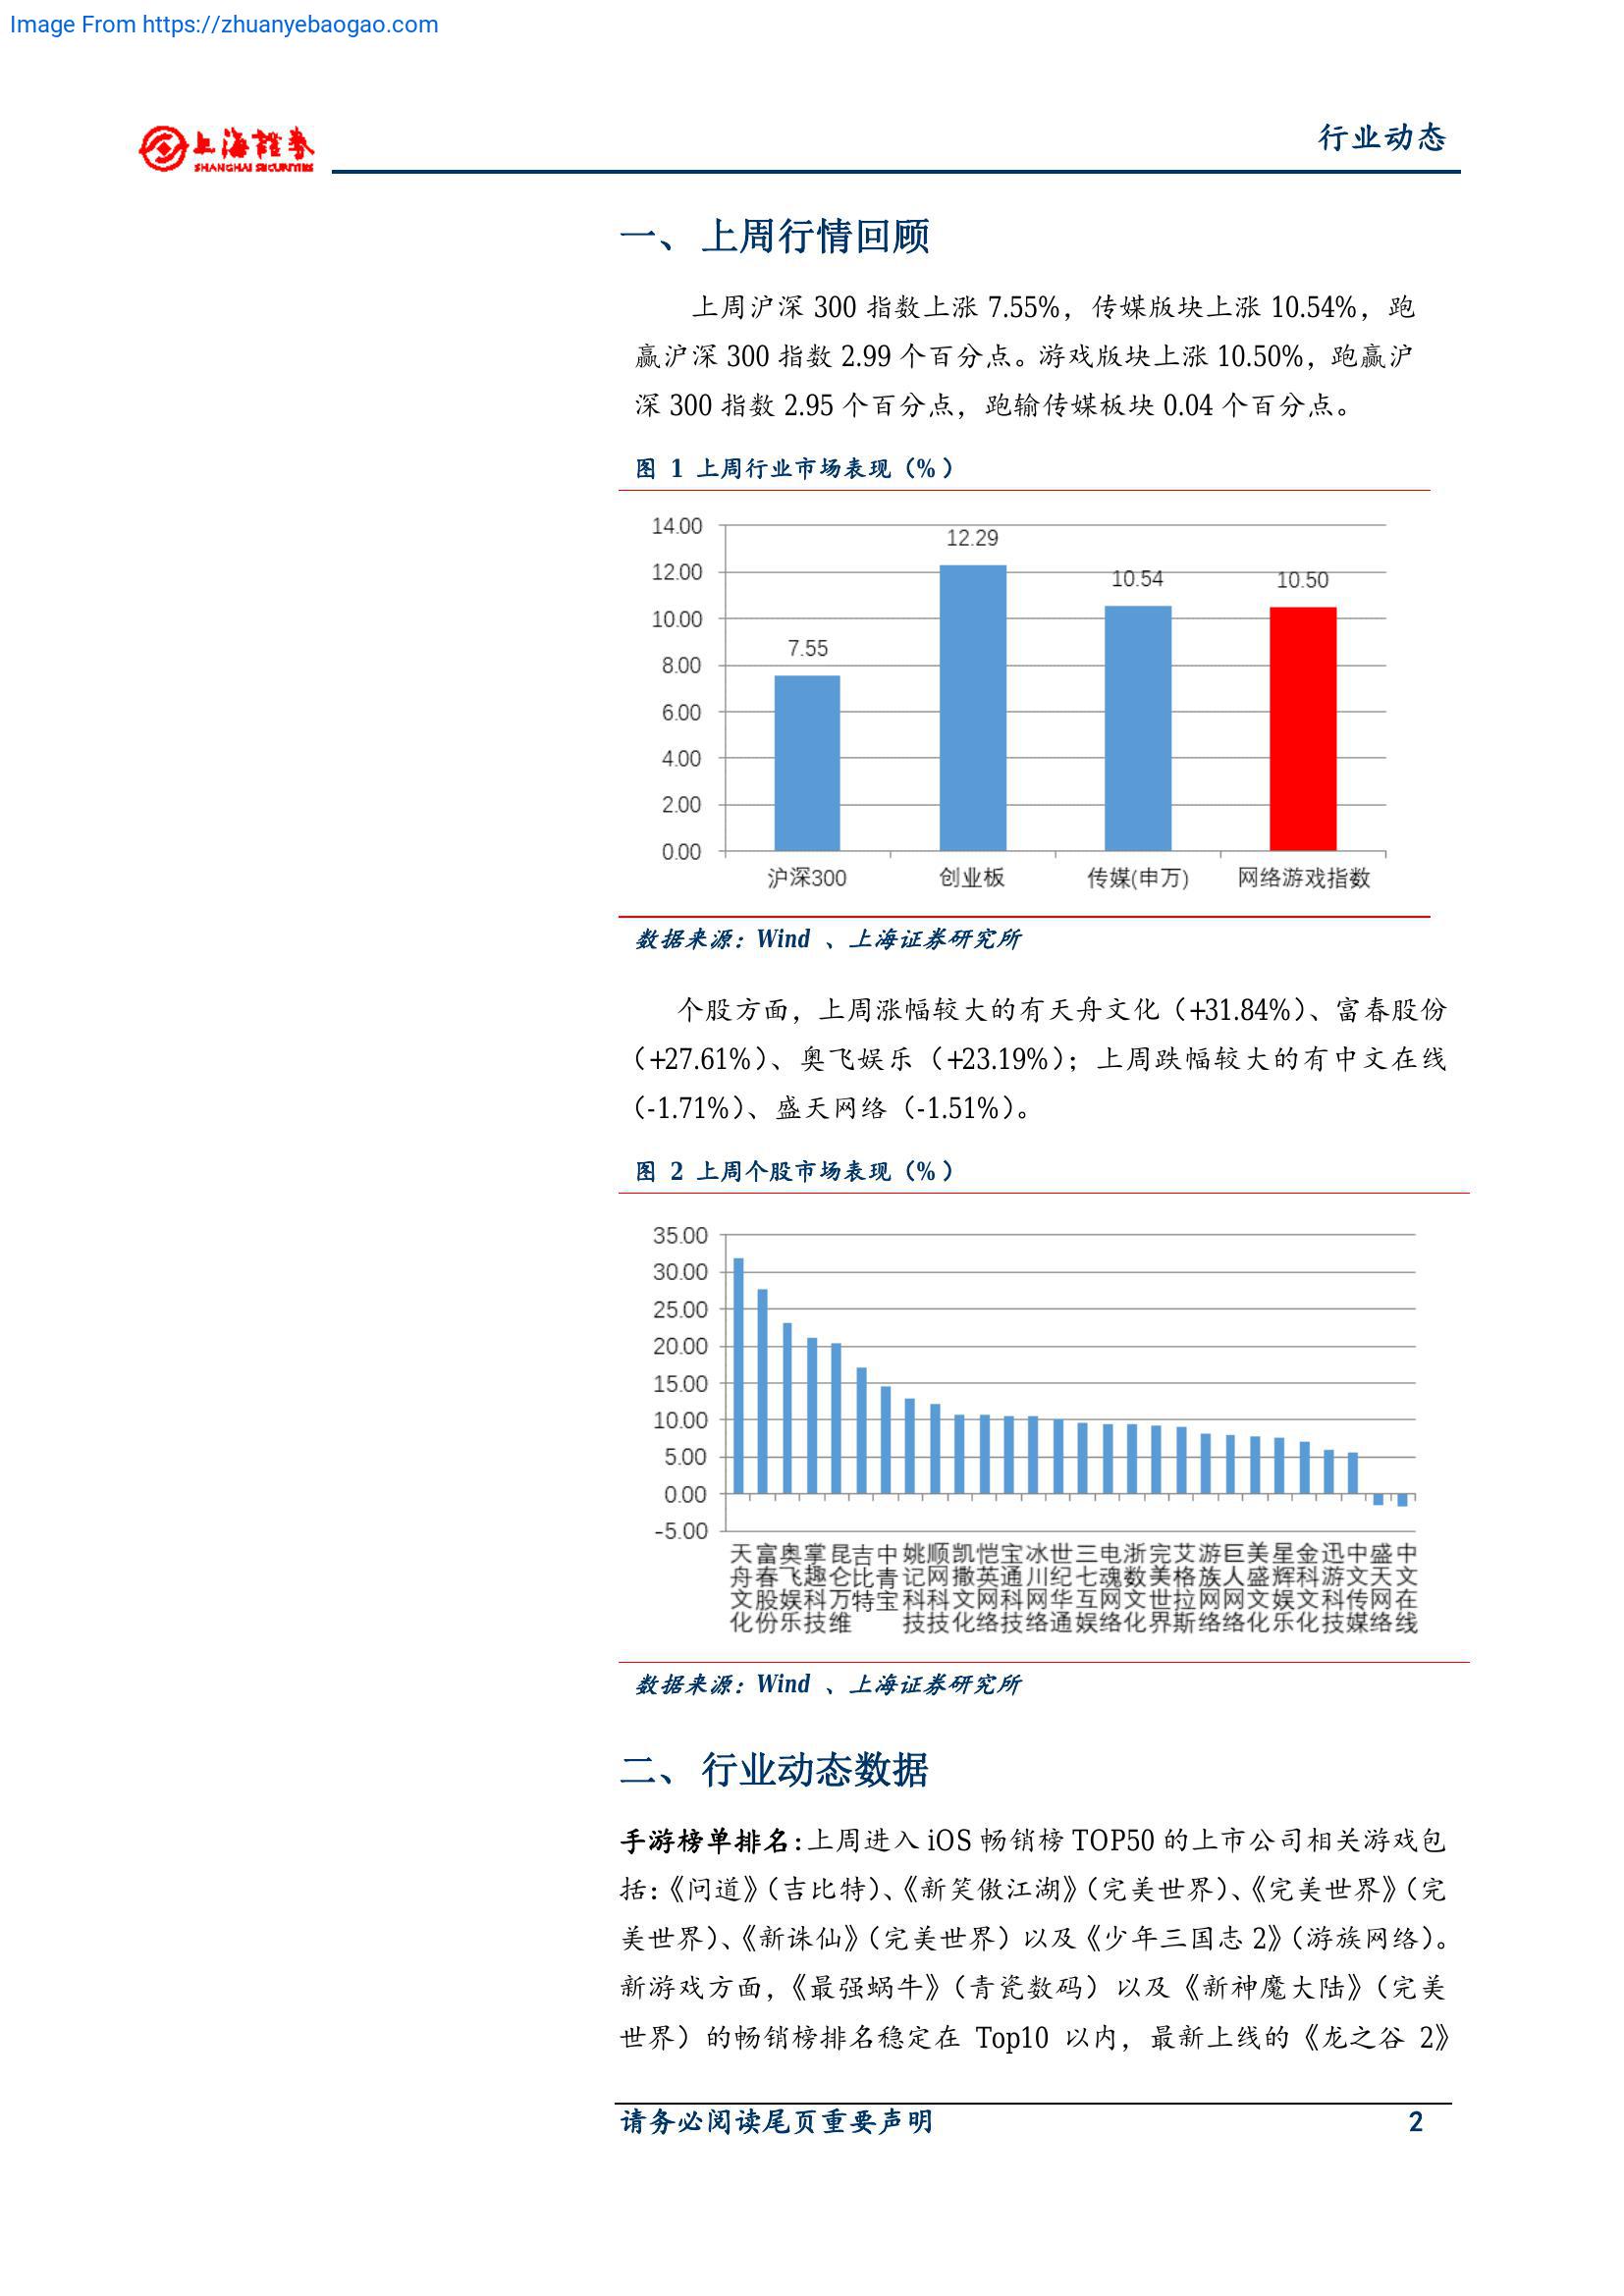 Image From https://zhuanyebaogao.com
上海證券
SHANGHAI SECURITIES
行业动态
一、 上周行情回顾
上周沪深 300 指数上涨 7.55%，传媒版块上涨 10.54%，跑
赢沪深 300 指数 2.99 个百分点。游戏版块上涨 10.50%，跑赢沪
深 300 指数 2.95 个百分点，跑输传媒板块 0.04 个百分点。
图 1 上周行业市场表现（%）
14.00
12.00
10.00
8.00
6.00
4.00
2.00
0.00
7.55
12.29
10.54
10.50
沪深300 创业板 传媒(申万) 网络游戏指数
数据来源：Wind 、上海证券研究所
个股方面，上周涨幅较大的有天舟文化（+31.84%）、富春股份
（+27.61%）、奥飞娱乐（+23.19%）；上周跌幅较大的有中文在线
（-1.71%）、盛天网络（-1.51%）。
图 2 上周个股市场表现（%）
35.00
30.00
25.00
20.00
15.00
10.00
5.00
0.00
-5.00
天舟文化
富春股份
奥飞娱乐
掌趣科技
昆仑万维
吉比特
中青宝
姚记科技
顺网科技
凯撒文化
恺英网络
宝通科技
冰川网络
世纪华通
三七互娱
电魂网络
浙数文化
完美世界
艾格拉斯
游族网络
巨人网络
美盛文化
星辉娱乐
金科文化
迅游科技
中文传媒
盛天网络
中文在线
数据来源：Wind 、上海证券研究所
二、 行业动态数据
手游榜单排名：上周进入 iOS 畅销榜 TOP50 的上市公司相关游戏包
括：《问道》（吉比特）、《新笑傲江湖》（完美世界）、《完美世界》（完
美世界）、《新诛仙》（完美世界）以及《少年三国志 2》（游族网络）。
新游戏方面，《最强蜗牛》（青瓷数码）以及《新神魔大陆》（完美
世界）的畅销榜排名稳定在 Top10 以内，最新上线的《龙之谷 2》
请务必阅读尾页重要声明 2